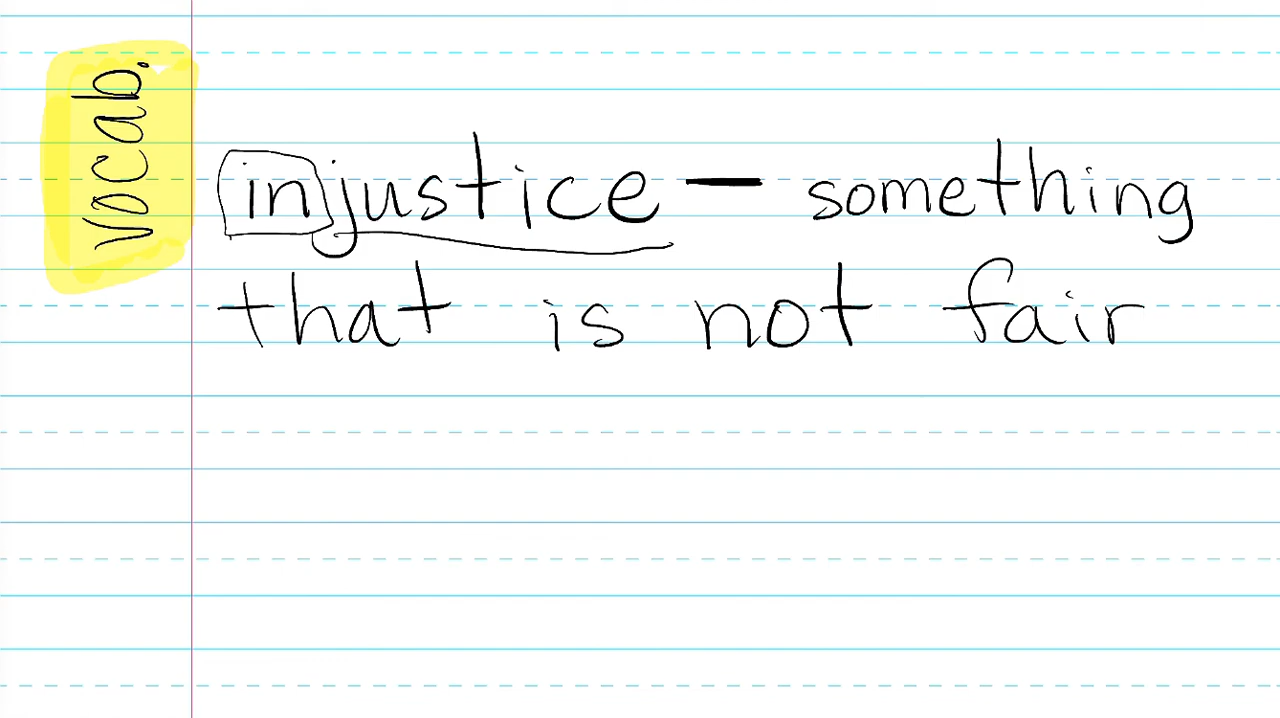 vocab.
injustice - something
that is not fair